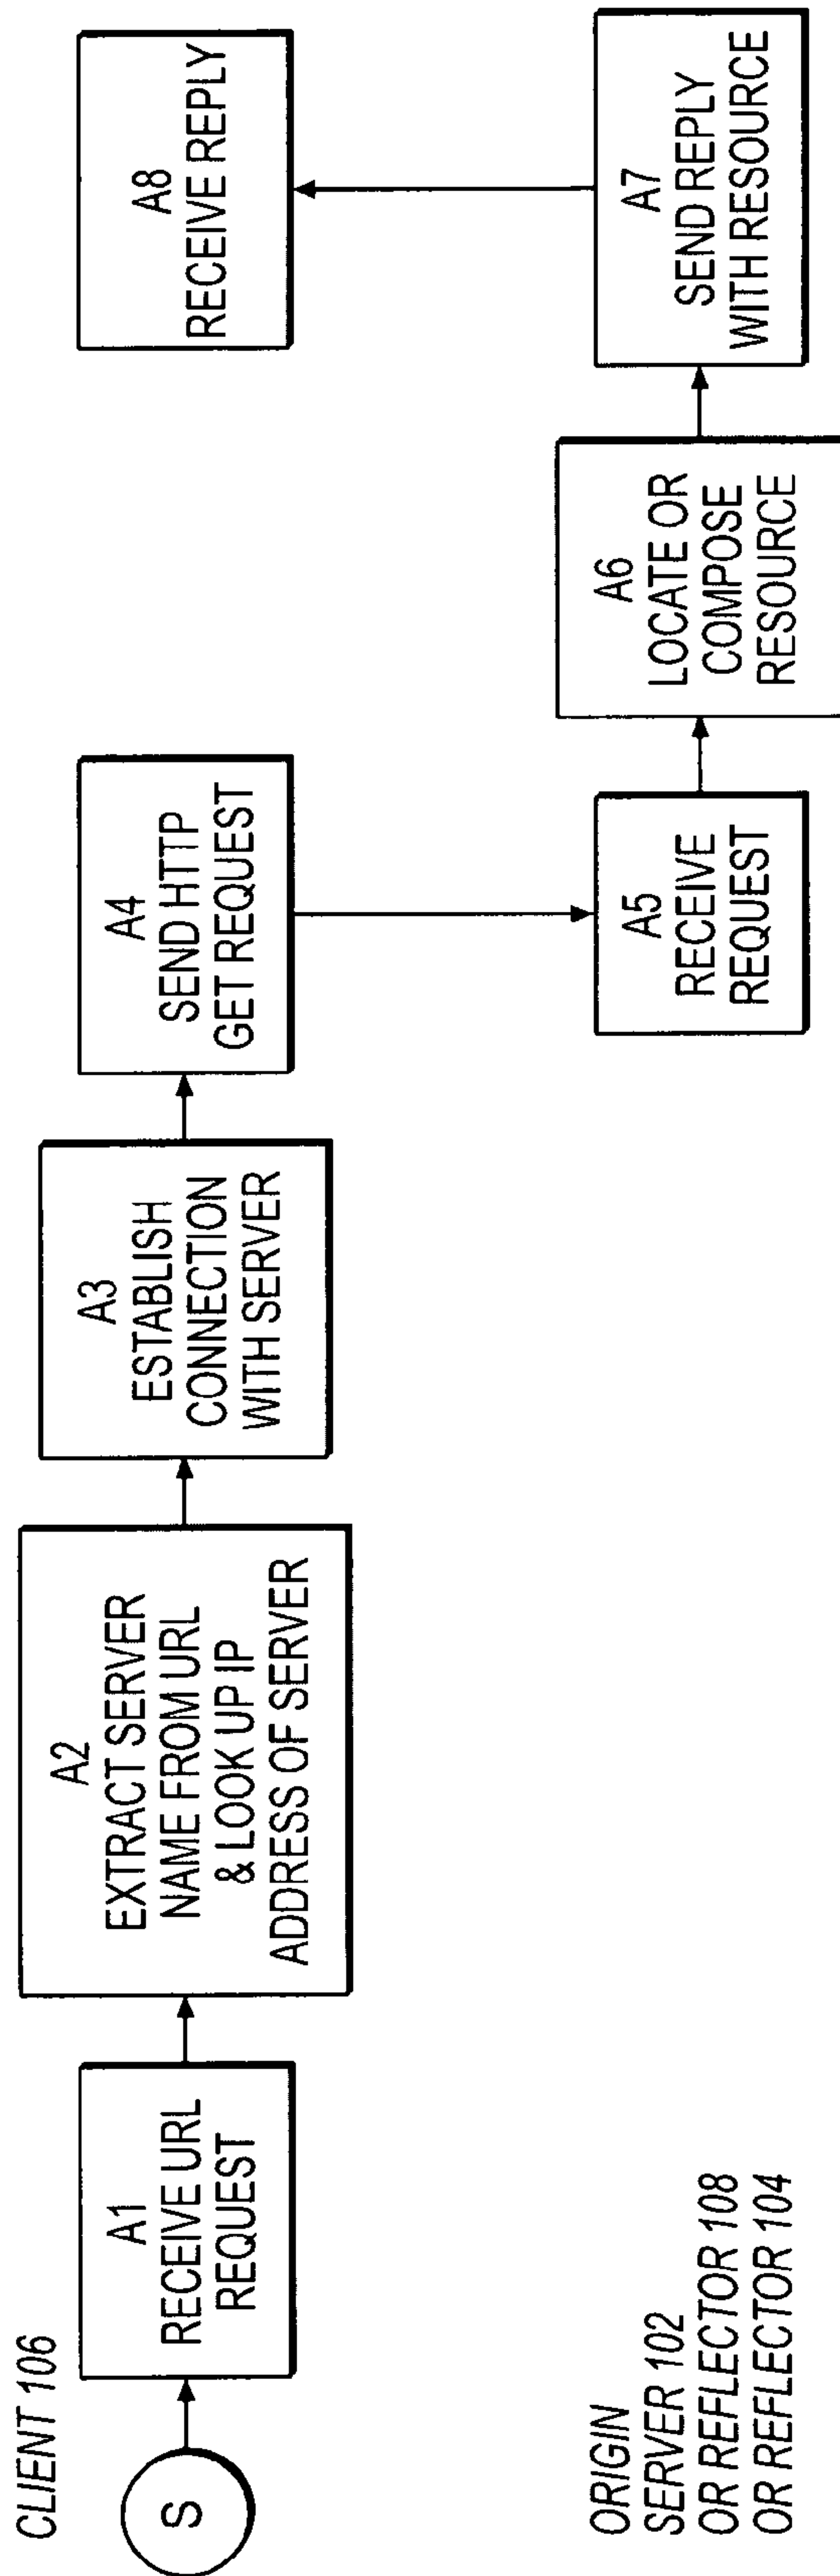 CLIENT 106
S
A1
RECEIVE URL
REQUEST
A2
EXTRACT SERVER
NAME FROM URL
& LOOK UP IP
ADDRESS OF SERVER
A3
ESTABLISH
CONNECTION
WITH SERVER
A4
SEND HTTP
GET REQUEST
A8
RECEIVE REPLY
ORIGIN
SERVER 102
OR REFLECTOR 108
OR REFLECTOR 104
A5
RECEIVE
REQUEST
A6
LOCATE OR
COMPOSE
RESOURCE
A7
SEND REPLY
WITH RESOURCE